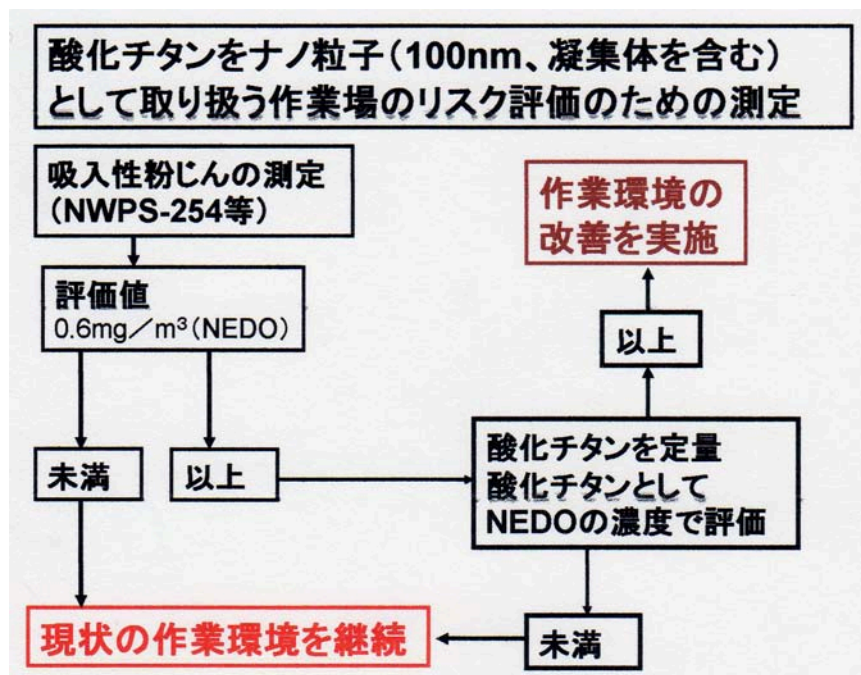 酸化チタンをナノ粒子(100nm、凝集体を含む)
として取り扱う作業場のリスク評価のための測定
吸入性粉じんの測定
(NWPS-254等)
評価値
0.6mg/m³(NEDO)
未満
以上
現状の作業環境を継続
酸化チタンを定量
酸化チタンとして
NEDOの濃度で評価
以上
作業環境の
改善を実施
未満